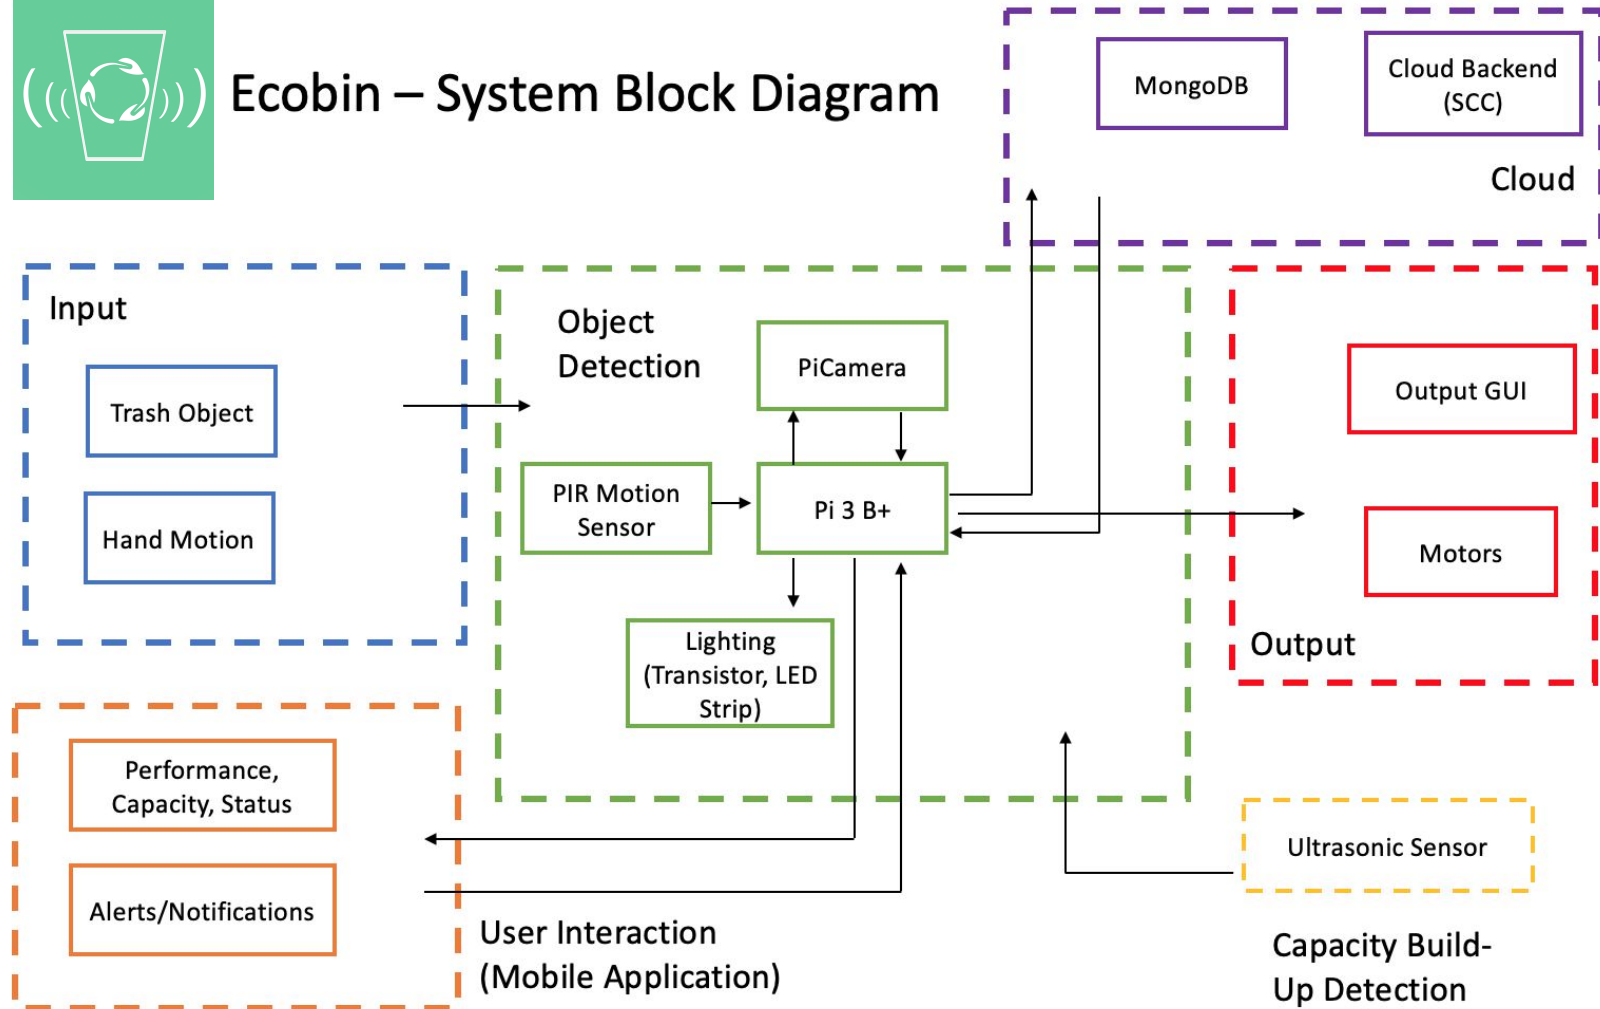 Ecobin – System Block Diagram
MongoDB
Cloud Backend
(SCC)
Cloud
Input
Trash Object
Hand Motion
Object
Detection
PiCamera
PIR Motion
Sensor
Pi 3 B+
Lighting
(Transistor, LED
Strip)
Output GUI
Motors
Output
Performance,
Capacity, Status
Alerts/Notifications
User Interaction
(Mobile Application)
Ultrasonic Sensor
Capacity Build-
Up Detection